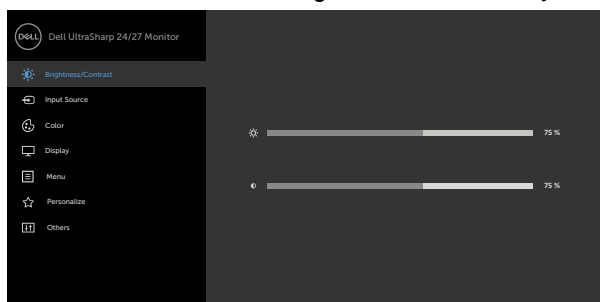 DELL
Dell UltraSharp 24/27 Monitor
Brightness/Contrast
Input Source
Color
75 %
Display
Menu
75 %
Personalize
Others